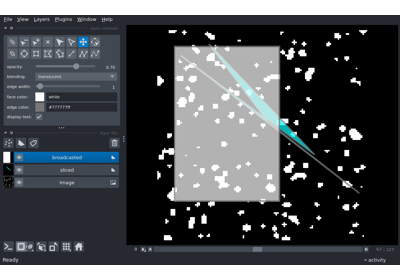 File View Layers Plugins Window Help
opacity: 0.70
blending: translucent
edge width: 1
face color: white
edge color: #777777ff
display text:
broadcasted
sliced
image
Ready
activity